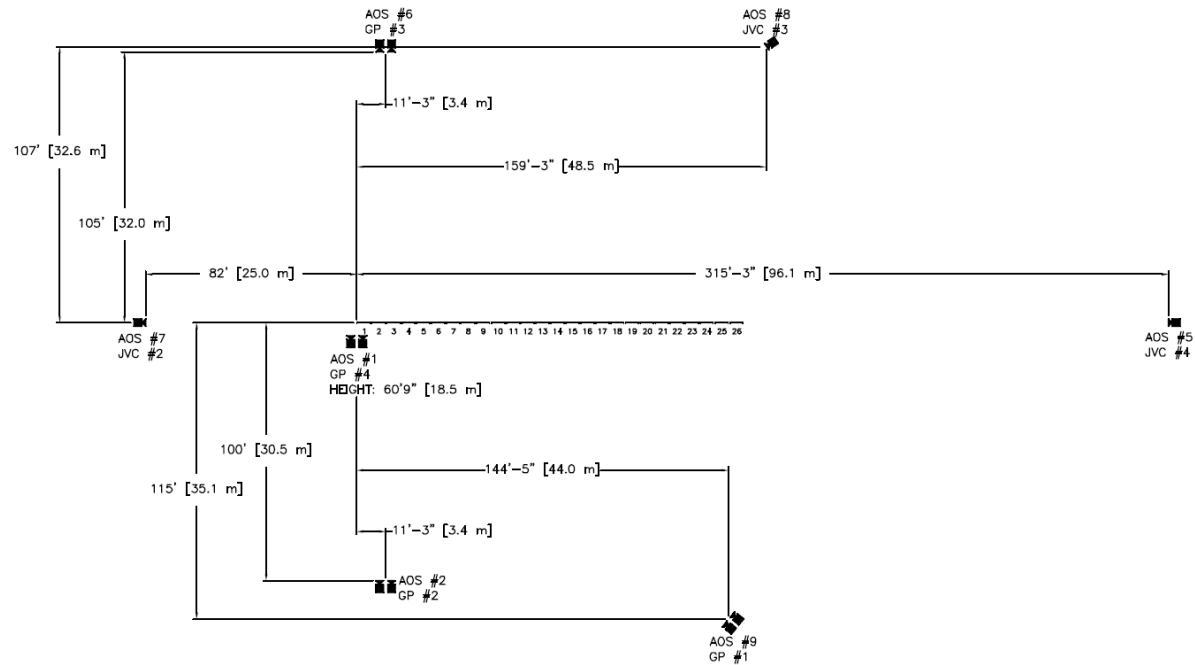 AOS #6
GP #3
AOS #8
JVC #3
11'-3" [3.4 m]
107' [32.6 m]
159'-3" [48.5 m]
105' [32.0 m]
82' [25.0 m]
315'-3" [96.1 m]
1 2 3 4 5 6 7 8 9 10 11 12 13 14 15 16 17 18 19 20 21 22 23 24 25 26
AOS #7
JVC #2
AOS #5
JVC #4
AOS #1
GP #4
HEIGHT: 60'9" [18.5 m]
100' [30.5 m]
144'-5" [44.0 m]
115' [35.1 m]
11'-3" [3.4 m]
AOS #2
GP #2
AOS #9
GP #1